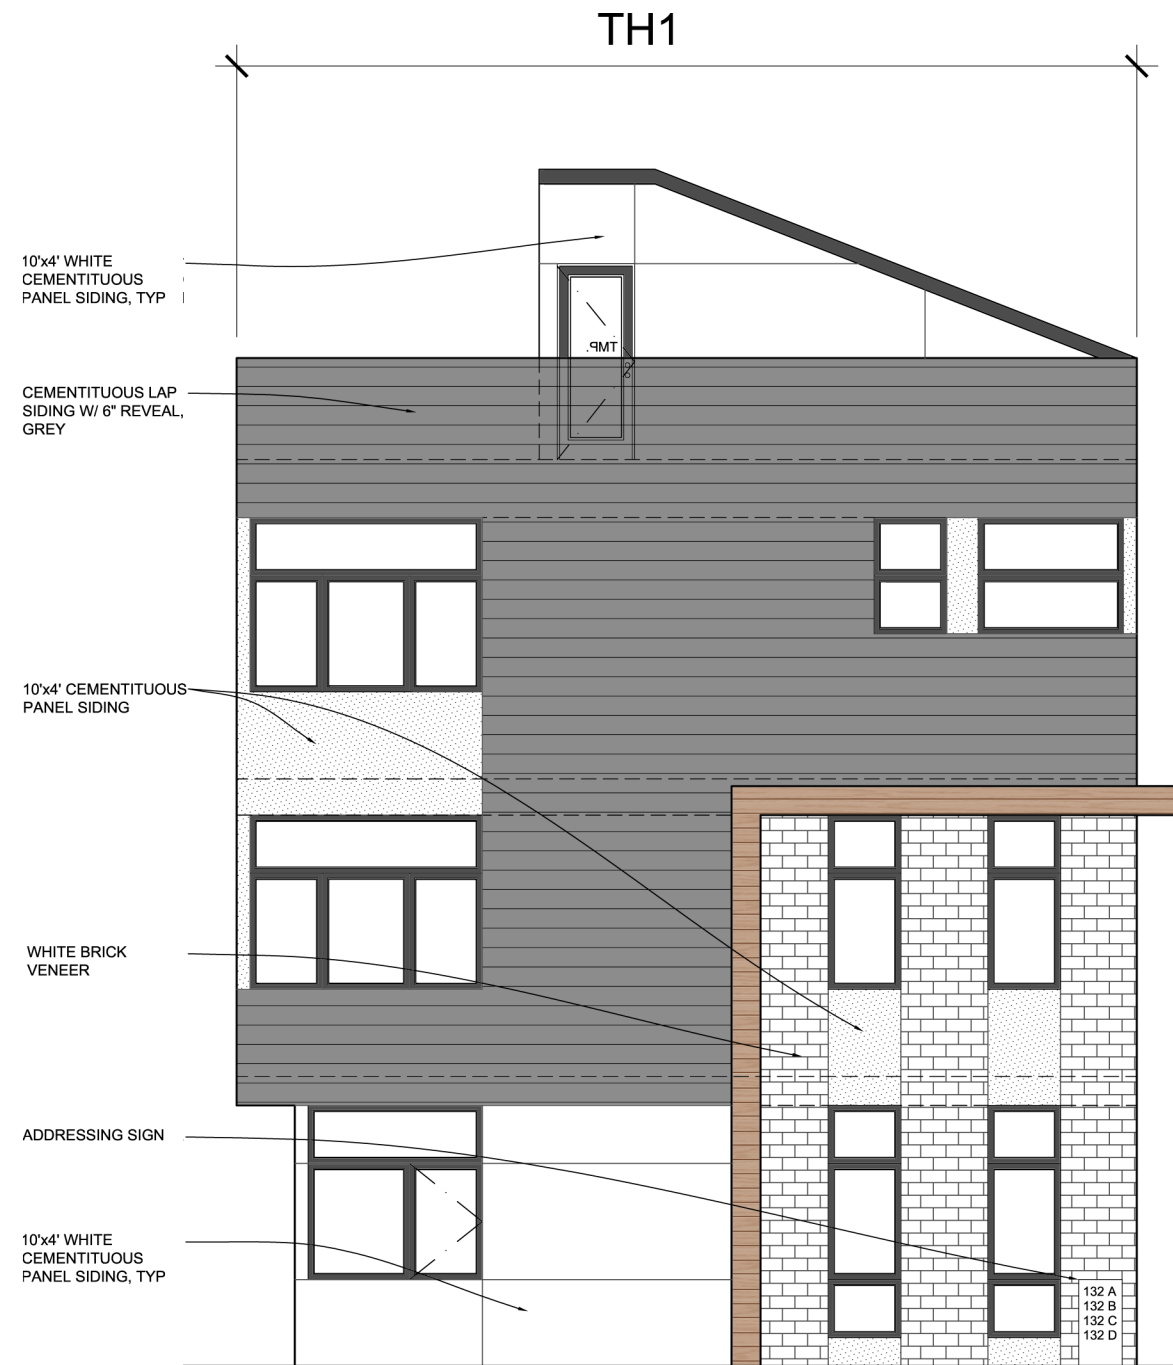 TH1
10'x4' WHITE
CEMENTITUOUS
PANEL SIDING, TYP
TMP.
CEMENTITUOUS LAP
SIDING W/ 6" REVEAL,
GREY
10'x4' CEMENTITUOUS
PANEL SIDING
WHITE BRICK
VENEER
ADDRESSING SIGN
10'x4' WHITE
CEMENTITUOUS
PANEL SIDING, TYP
132 A
132 B
132 C
132 D